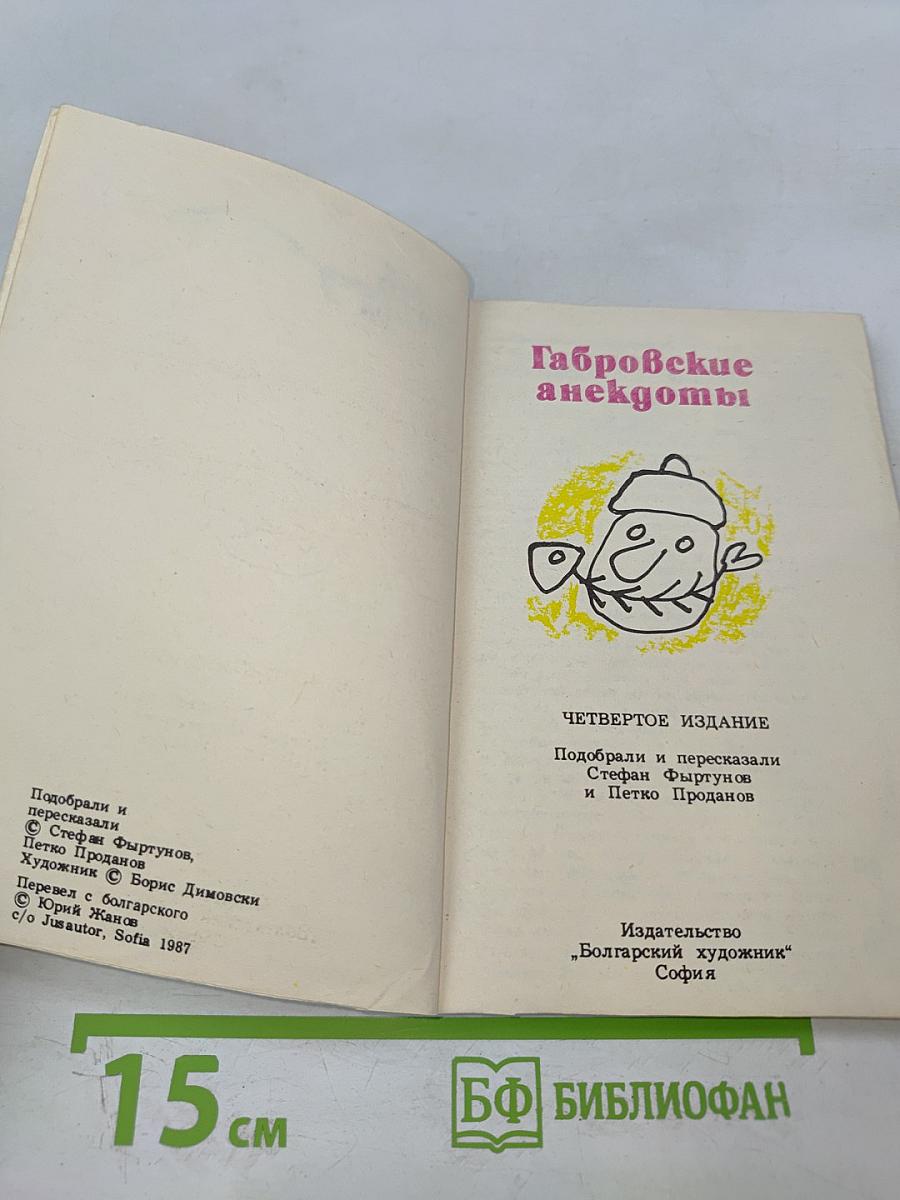 Подобрали и
пересказали
© Стефан Фыртунов,
Петко Проданов
Художник © Борис Димовски
Перевел с болгарского
© Юрий Жанов
c/o Jusautor, Sofia 1987
Габровские
анекдоты
ЧЕТВЕРТОЕ ИЗДАНИЕ
Подобрали и пересказали
Стефан Фыртунов
и Петко Проданов
Издательство
„Болгарский художник“
София
15 см
БФ БИБЛИОФАН